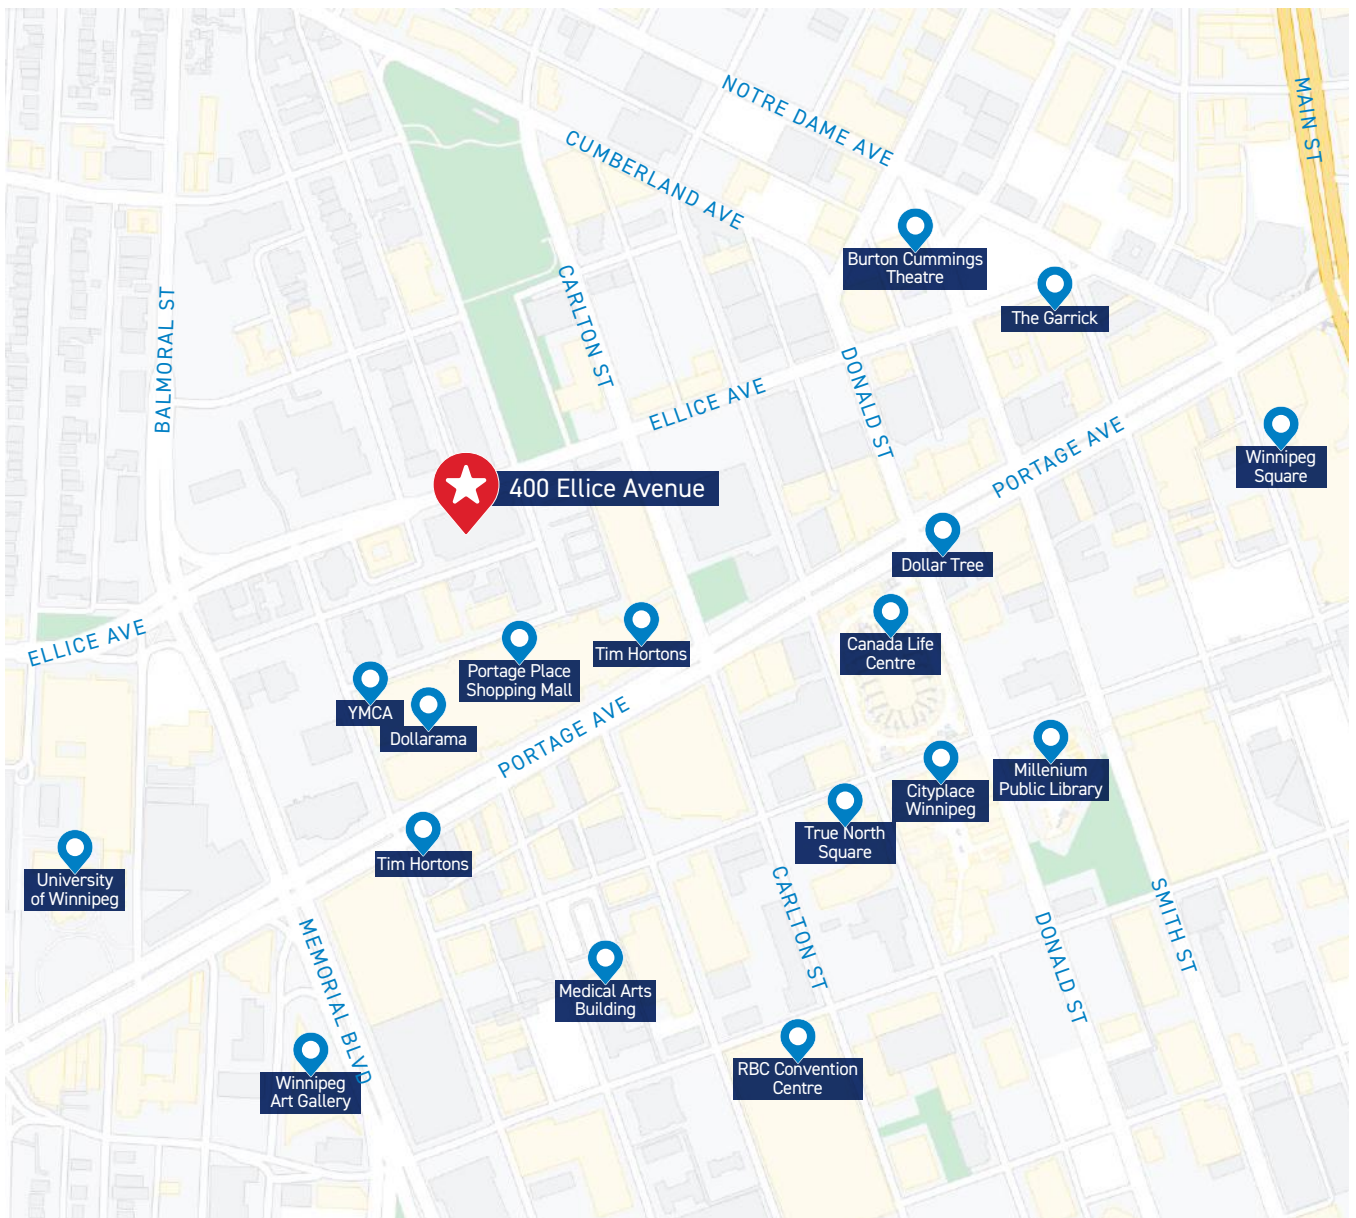 MAIN ST
NOTRE DAME AVE
CUMBERLAND AVE
Burton Cummings
Theatre
The Garrick
CARLTON ST
BALMORAL ST
DONALD ST
ELLICE AVE
PORTAGE AVE
Winnipeg
Square
400 Ellice Avenue
Dollar Tree
ELLICE AVE
Canada Life
Centre
Tim Hortons
Portage Place
Shopping Mall
YMCA
Dollarama
PORTAGE AVE
Millenium
Public Library
Cityplace
Winnipeg
True North
Square
Tim Hortons
University
of Winnipeg
CARLTON ST
SMITH ST
DONALD ST
MEMORIAL BLVD
Medical Arts
Building
RBC Convention
Centre
Winnipeg
Art Gallery